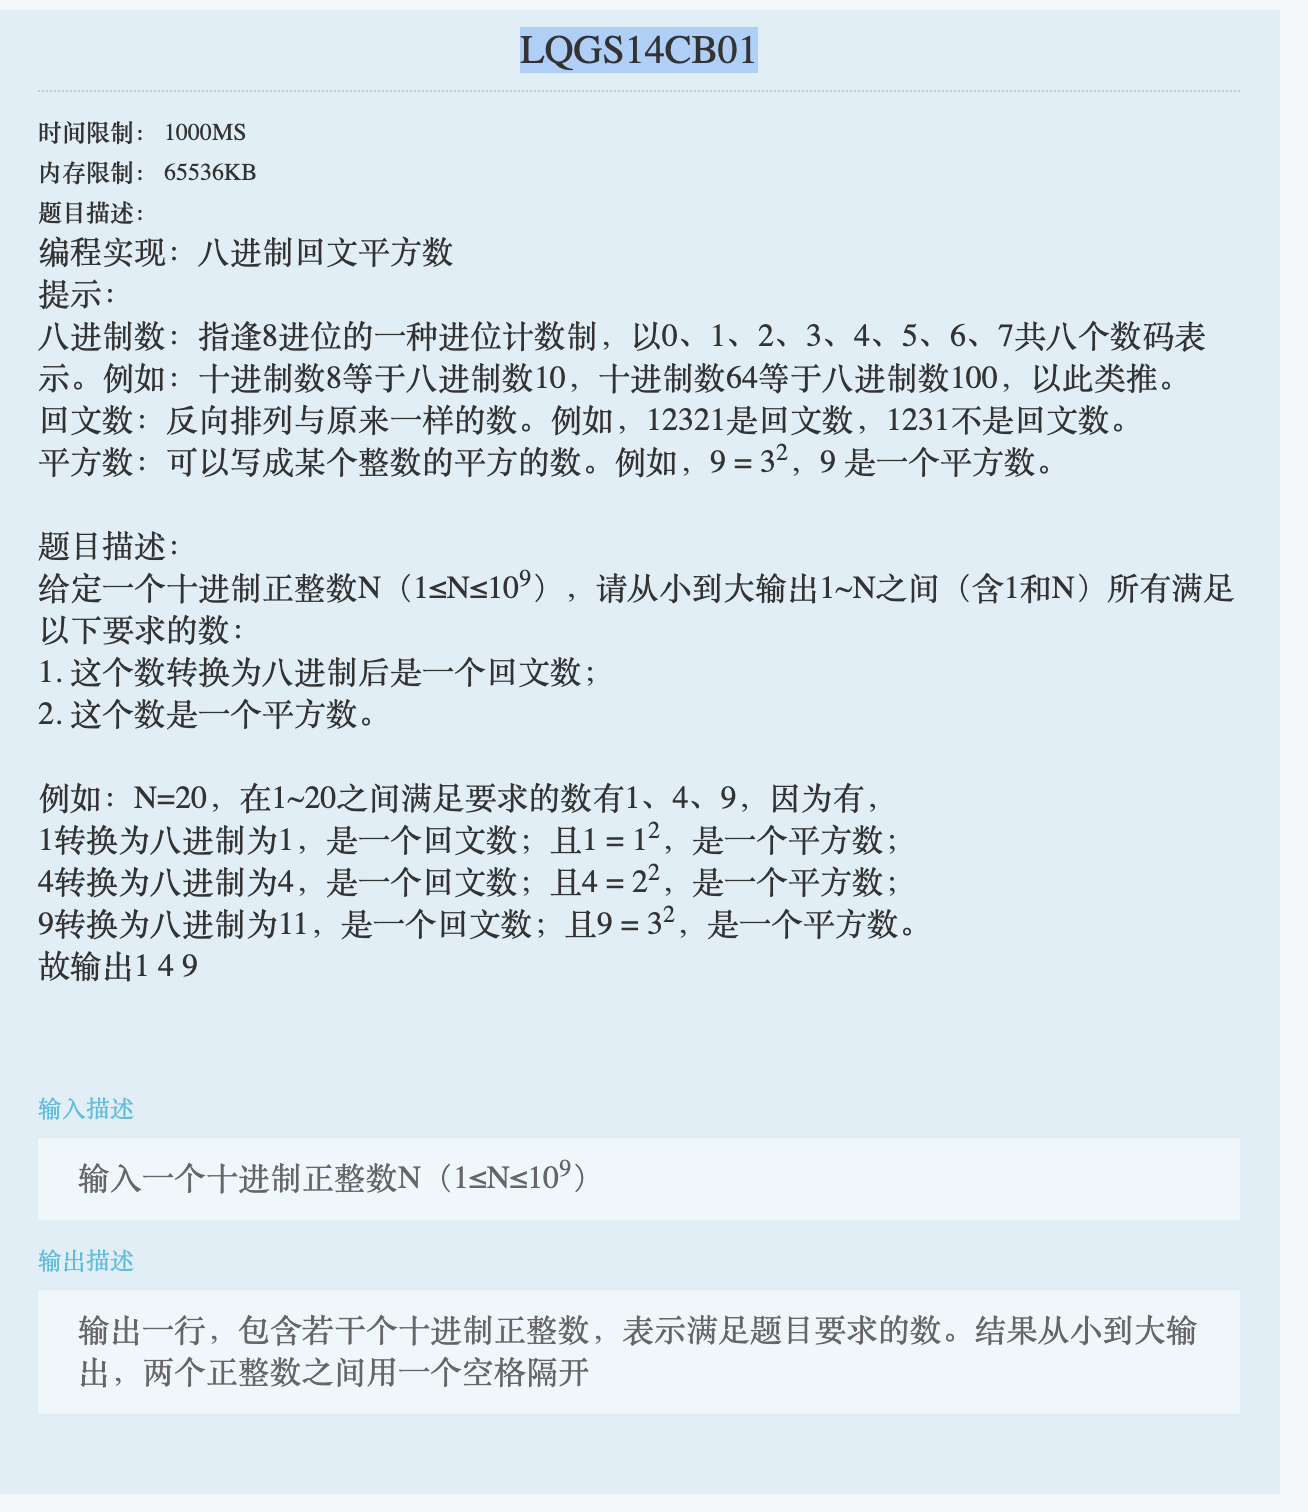 LQGS14CB01
时间限制： 1000MS
内存限制： 65536KB
题目描述：
编程实现：八进制回文平方数
提示：
八进制数：指逢8进位的一种进位计数制，以0、1、2、3、4、5、6、7共八个数码表
示。例如：十进制数8等于八进制数10，十进制数64等于八进制数100，以此类推。
回文数：反向排列与原来一样的数。例如，12321是回文数，1231不是回文数。
平方数：可以写成某个整数的平方的数。例如，9 = 3²，9 是一个平方数。
题目描述：
给定一个十进制正整数N（1≤N≤10⁹），请从小到大输出1~N之间（含1和N）所有满足
以下要求的数：
1. 这个数转换为八进制后是一个回文数；
2. 这个数是一个平方数。
例如：N=20，在1~20之间满足要求的数有1、4、9，因为有，
1转换为八进制为1，是一个回文数；且1 = 1²，是一个平方数；
4转换为八进制为4，是一个回文数；且4 = 2²，是一个平方数；
9转换为八进制为11，是一个回文数；且9 = 3²，是一个平方数。
故输出1 4 9
输入描述
输入一个十进制正整数N（1≤N≤10⁹）
输出描述
输出一行，包含若干个十进制正整数，表示满足题目要求的数。结果从小到大输
出，两个正整数之间用一个空格隔开